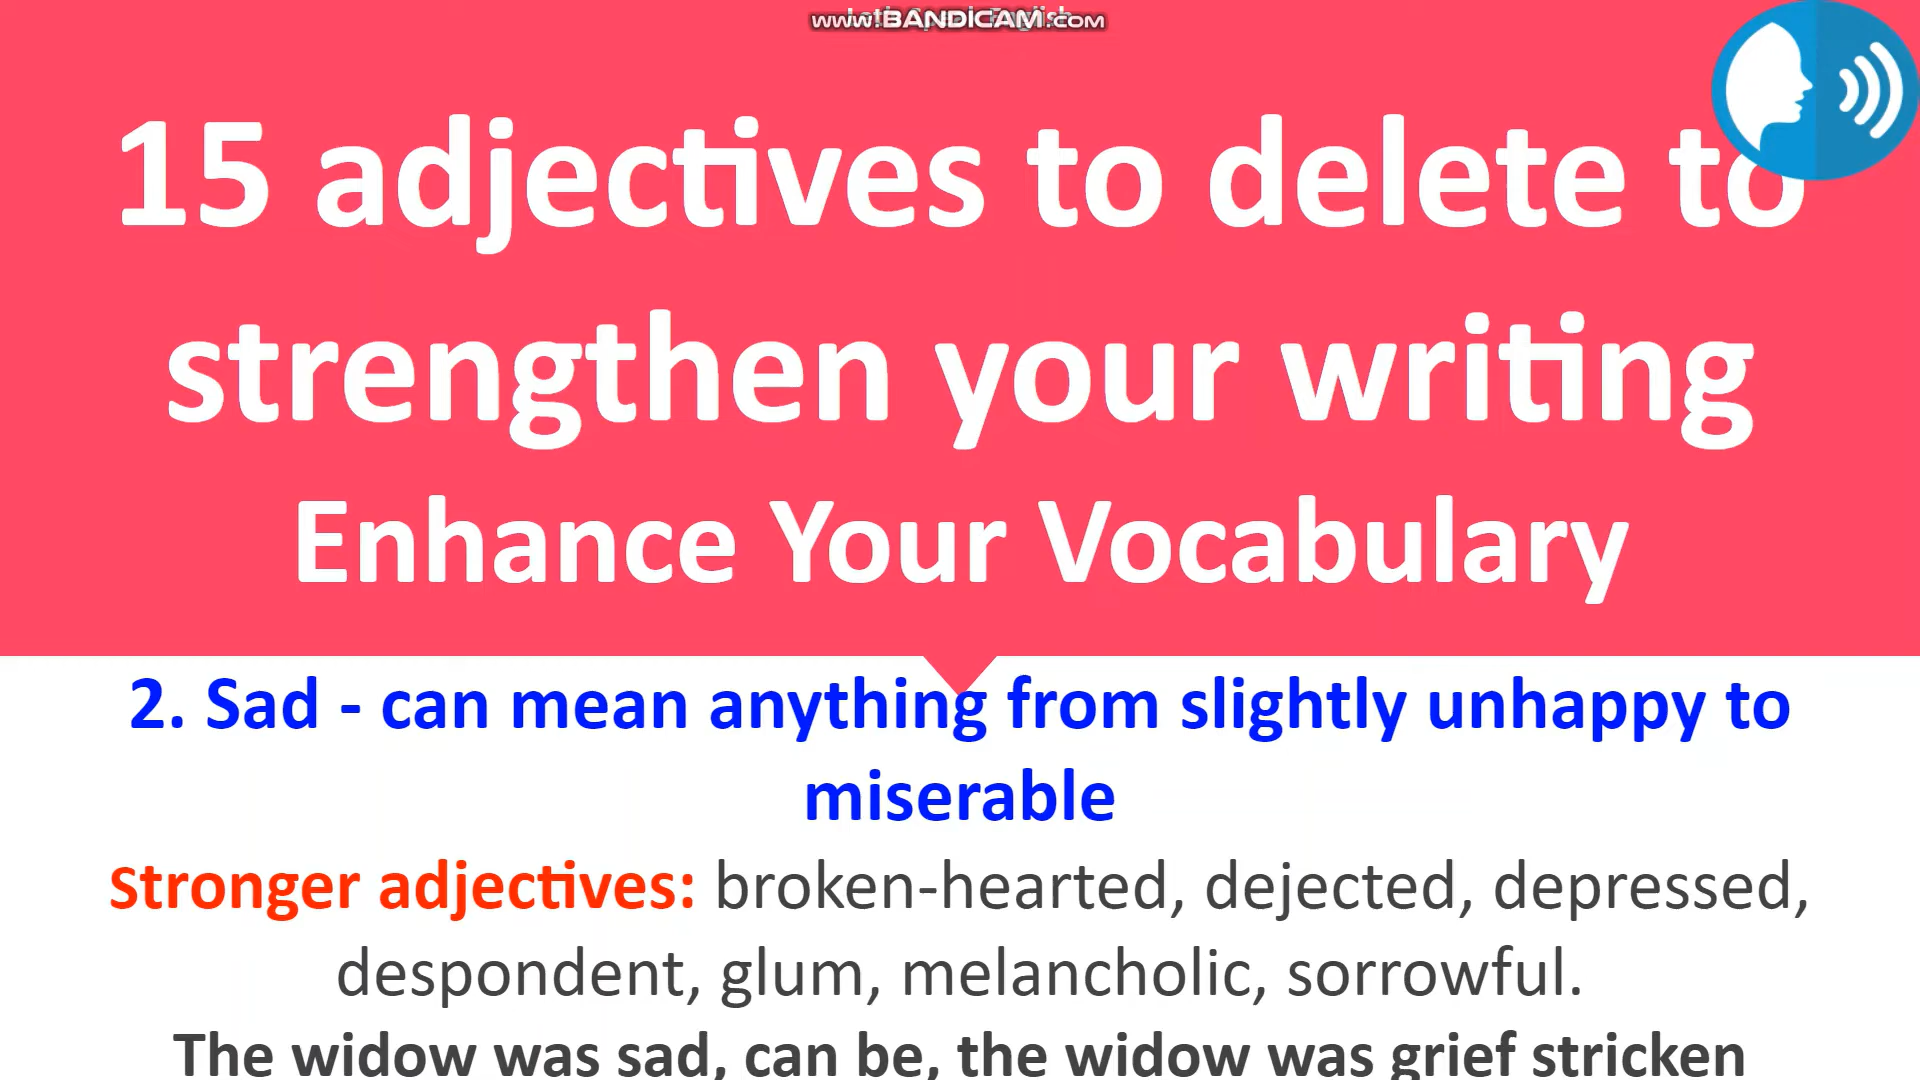 www.BANDICAM.com
15 adjectives to delete to
strengthen your writing
Enhance Your Vocabulary
2. Sad - can mean anything from slightly unhappy to
miserable
Stronger adjectives: broken-hearted, dejected, depressed,
despondent, glum, melancholic, sorrowful.
The widow was sad, can be, the widow was grief stricken